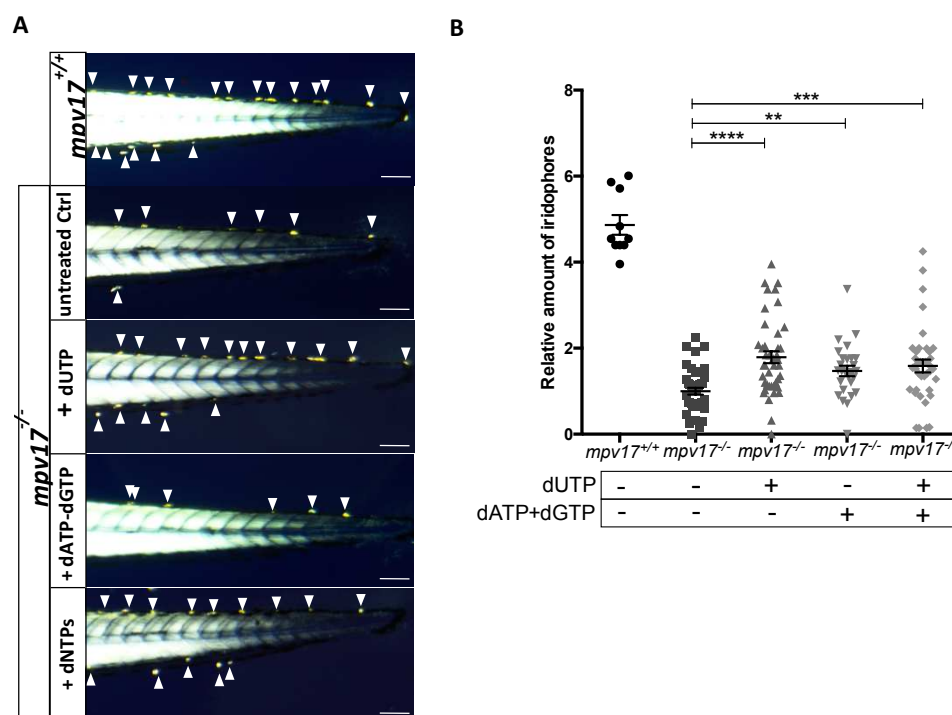 A
mpv17+/+
mpv17-/-
untreated Ctrl
+ dUTP
+ dATP-dGTP
+ dNTPs
B
Relative amount of iridophores
8
6
4
2
0
***
**
****
mpv17+/+ mpv17-/- mpv17-/- mpv17-/- mpv17-/
dUTP - - + - +
dATP+dGTP - - - + +